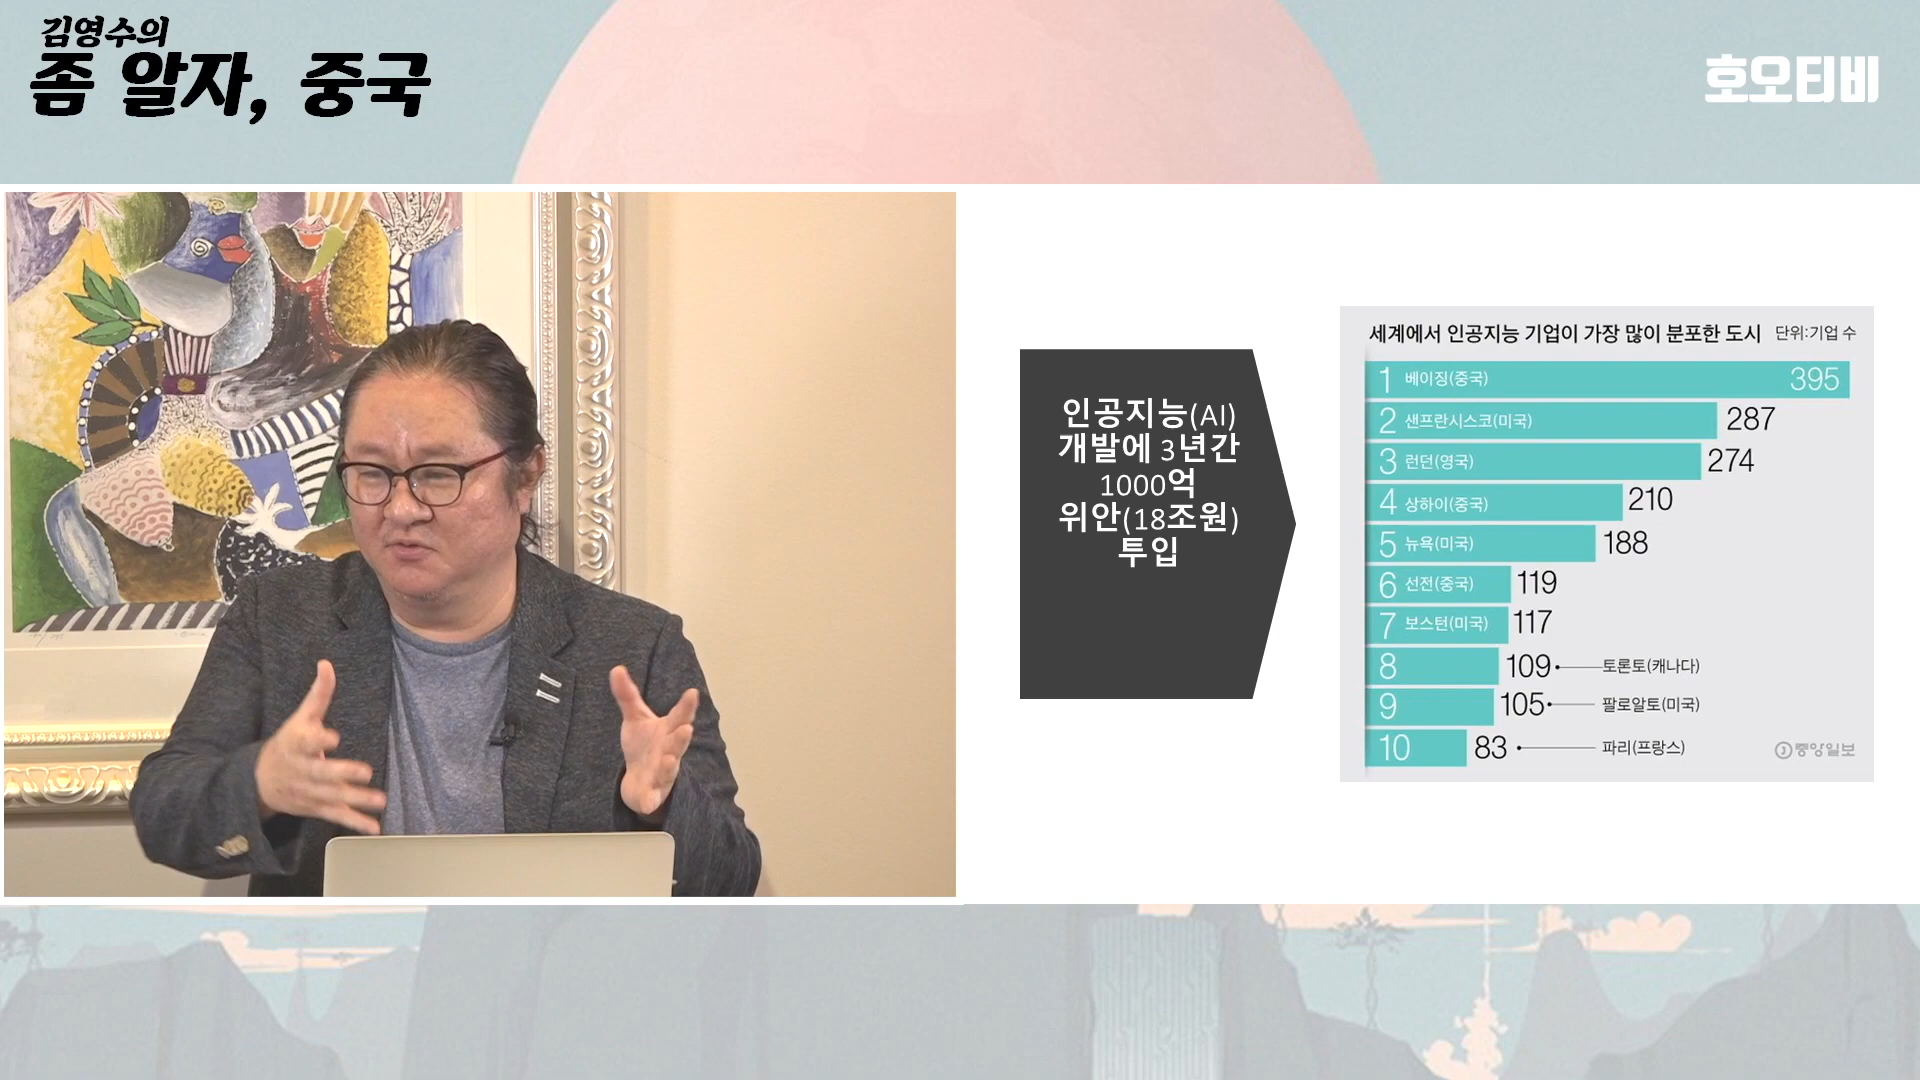 김영수의
좀 알자, 중국
호오티비
인공지능(AI)
개발에 3년간
1000억
위안(18조원)
투입
세계에서 인공지능 기업이 가장 많이 분포한 도시 단위:기업 수
1 베이징(중국) 395
2 샌프란시스코(미국) 287
3 런던(영국) 274
4 상하이(중국) 210
5 뉴욕(미국) 188
6 선전(중국) 119
7 보스턴(미국) 117
8 109 토론토(캐나다)
9 105 팔로알토(미국)
10 83 파리(프랑스)
중앙일보